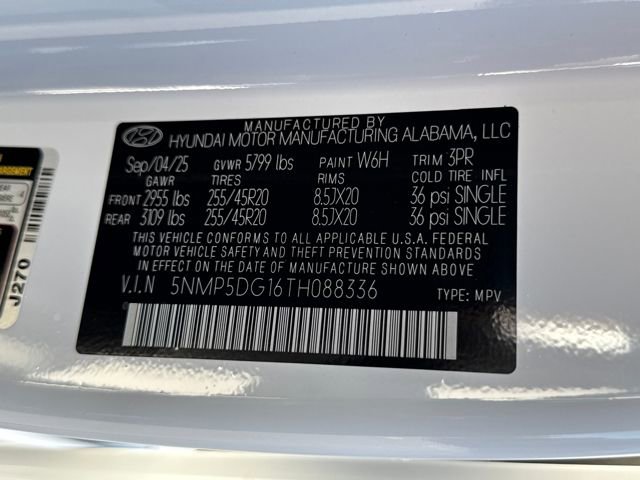 MANUFACTURED BY
HYUNDAI MOTOR MANUFACTURING ALABAMA, LLC
Sep/04/25 GVWR 5799 lbs PAINT W6H TRIM 3PR
GAWR TIRES RIMS COLD TIRE INFL
FRONT 2955 lbs 255/45R20 8.5JX20 36 psi SINGLE
REAR 3109 lbs 255/45R20 8.5JX20 36 psi SINGLE
THIS VEHICLE CONFORMS TO ALL APPLICABLE U.S.A. FEDERAL
MOTOR VEHICLE SAFETY AND THEFT PREVENTION STANDARDS
IN EFFECT ON THE DATE OF MANUFACTURE SHOWN ABOVE
V.I.N 5NMP5DG16TH088336 TYPE: MPV
J270